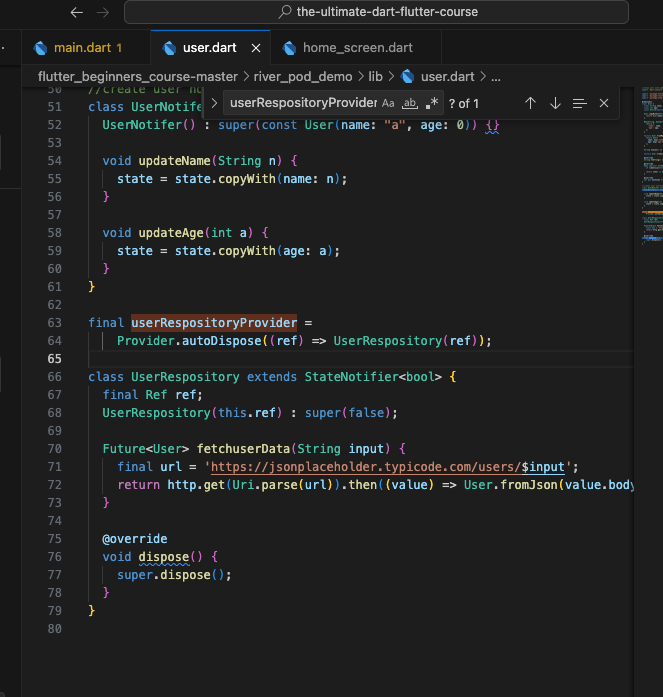 the-ultimate-dart-flutter-course
main.dart 1
user.dart
home_screen.dart
flutter_beginners_course-master > river_pod_demo > lib > user.dart > ...
50 //create user no
userRespositoryProvider Aa ab .* ? of 1
51 class UserNotife
52 UserNotifer() : super(const User(name: "a", age: 0)) {}
53
54 void updateName(String n) {
55 state = state.copyWith(name: n);
56 }
57
58 void updateAge(int a) {
59 state = state.copyWith(age: a);
60 }
61 }
62
63 final userRespositoryProvider =
64 Provider.autoDispose((ref) => UserRespository(ref));
65
66 class UserRespository extends StateNotifier<bool> {
67 final Ref ref;
68 UserRespository(this.ref) : super(false);
69
70 Future<User> fetchuserData(String input) {
71 final url = 'https://jsonplaceholder.typicode.com/users/$input';
72 return http.get(Uri.parse(url)).then((value) => User.fromJson(value.body
73 }
74
75 @override
76 void dispose() {
77 super.dispose();
78 }
79 }
80